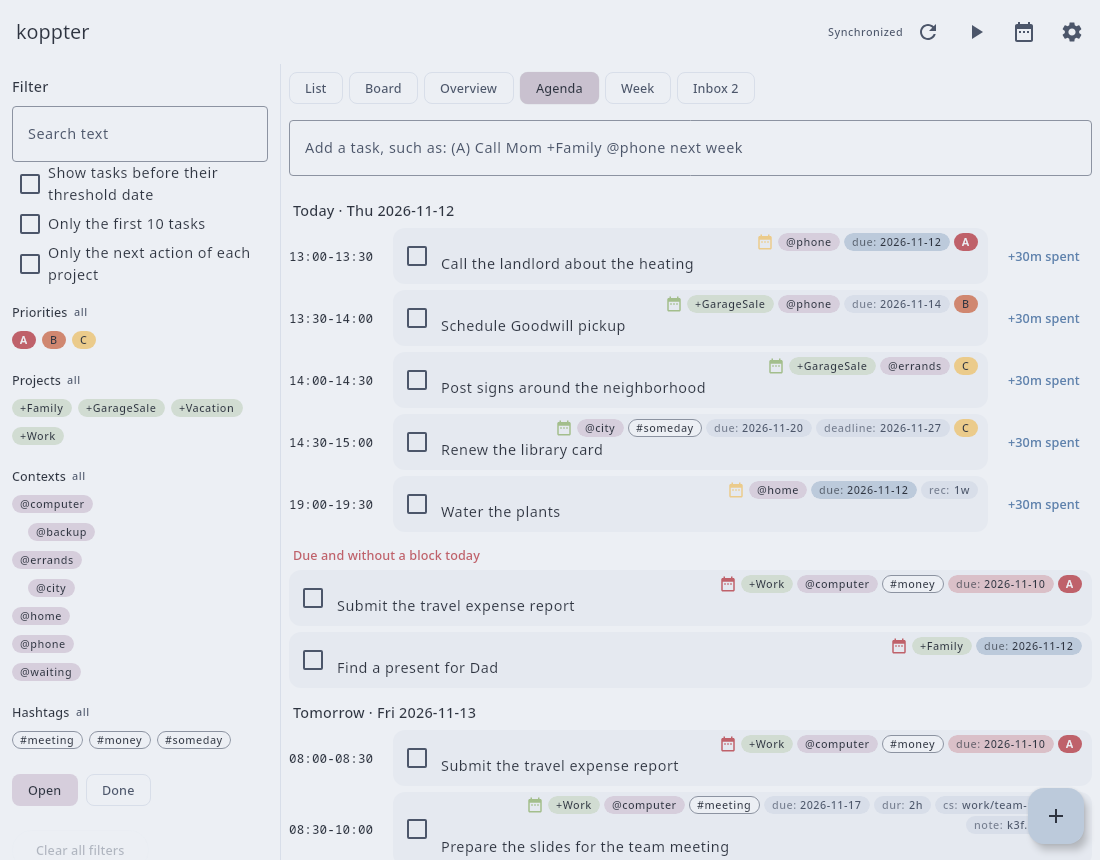 koppter
Synchronized
Filter
Search text
Show tasks before their
threshold date
Only the first 10 tasks
Only the next action of each
project
Priorities all
A B C
Projects all
+Family +GarageSale +Vacation
+Work
Contexts all
@computer
@backup
@errands
@city
@home
@phone
@waiting
Hashtags all
#meeting #money #someday
Open Done
Clear all filters
List Board Overview Agenda Week Inbox 2
Add a task, such as: (A) Call Mom +Family @phone next week
Today · Thu 2026-11-12
@phone due: 2026-11-12 A
13:00-13:30 Call the landlord about the heating +30m spent
+GarageSale @phone due: 2026-11-14 B
13:30-14:00 Schedule Goodwill pickup +30m spent
+GarageSale @errands C
14:00-14:30 Post signs around the neighborhood +30m spent
@city #someday due: 2026-11-20 deadline: 2026-11-27 C
14:30-15:00 Renew the library card +30m spent
@home due: 2026-11-12 rec: 1w
19:00-19:30 Water the plants +30m spent
Due and without a block today
+Work @computer #money due: 2026-11-10 A
Submit the travel expense report
+Family due: 2026-11-12
Find a present for Dad
Tomorrow · Fri 2026-11-13
+Work @computer #money due: 2026-11-10 A
08:00-08:30 Submit the travel expense report
+Work @computer #meeting due: 2026-11-17 dur: 2h cs: work/team-
note: k3f.
08:30-10:00 Prepare the slides for the team meeting